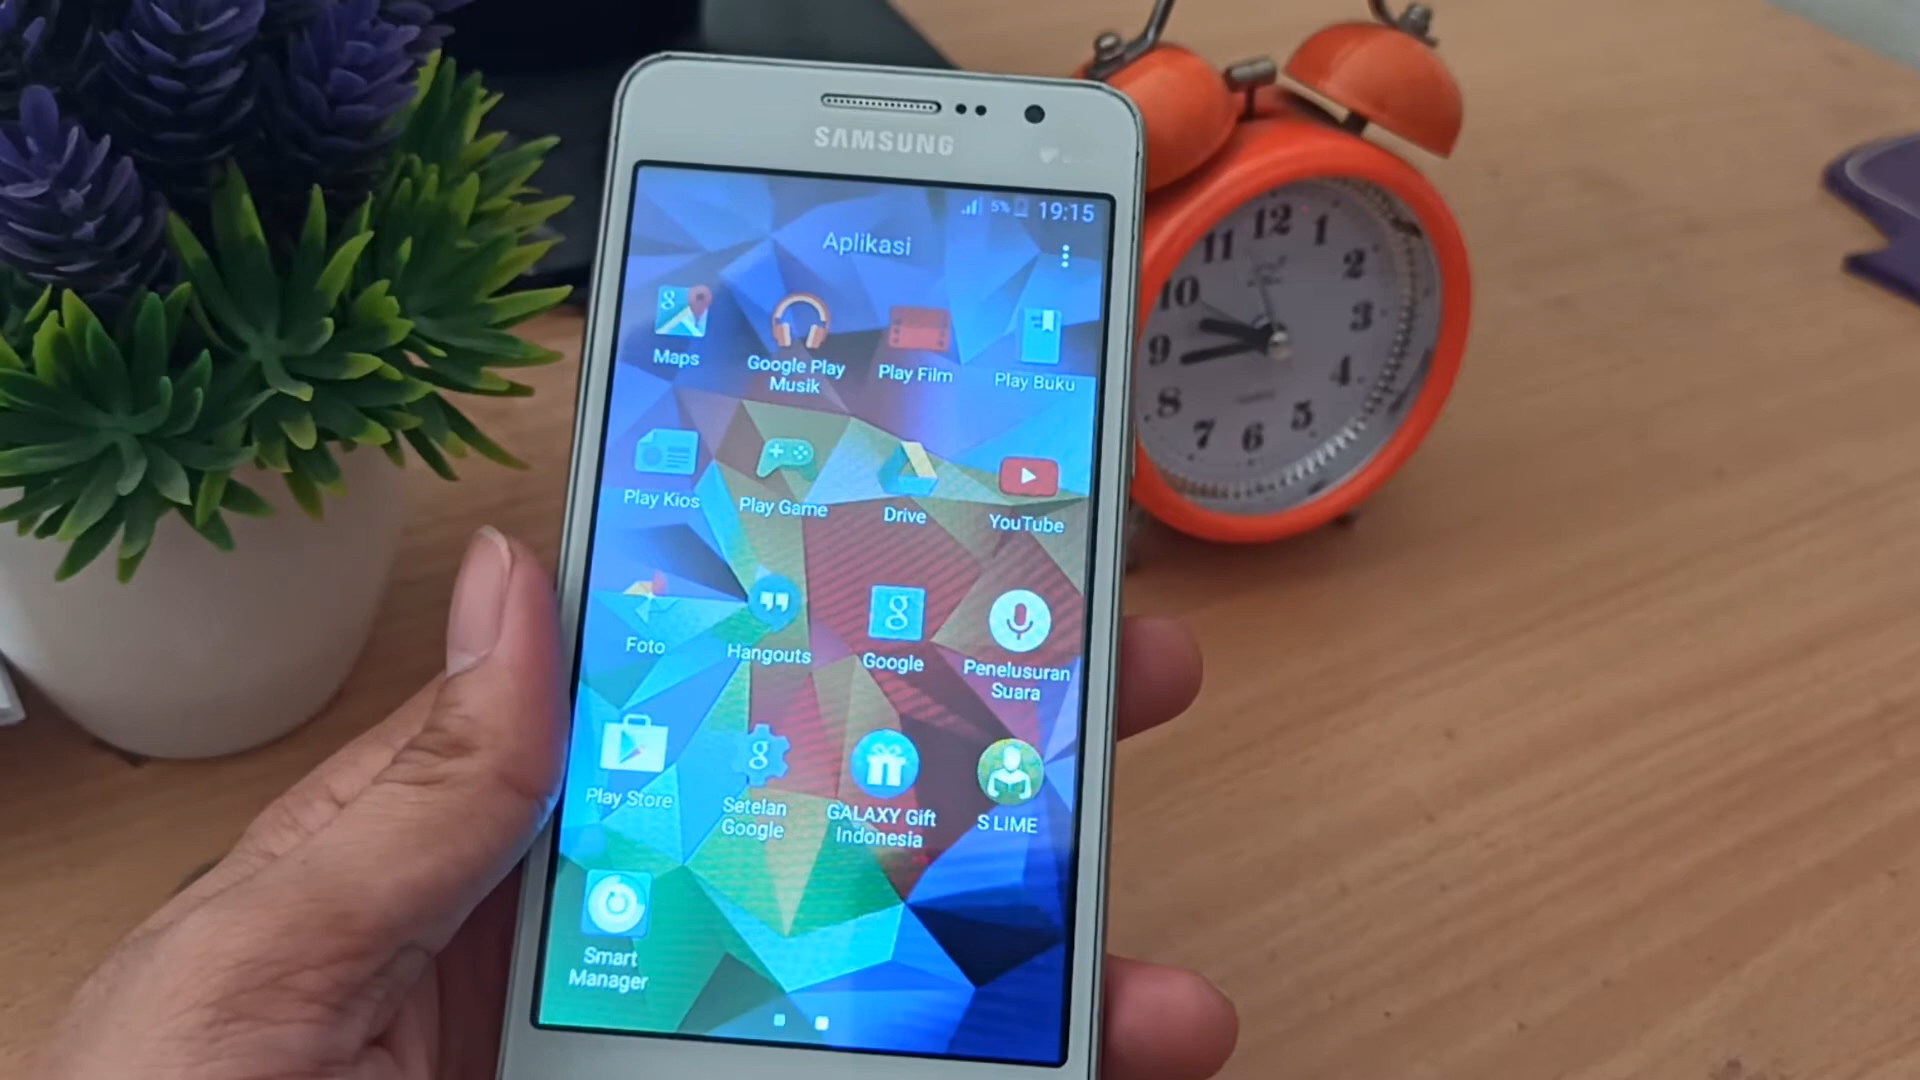 SAMSUNG
5% 19:15
Aplikasi
Maps
Google Play
Musik
Play Film
Play Buku
Play Kios
Play Game
Drive
YouTube
Foto
Hangouts
Google
Penelusuran
Suara
Play Store
Setelan
Google
GALAXY Gift
Indonesia
S LIME
Smart
Manager
12
1
2
3
4
5
6
7
8
9
10
11